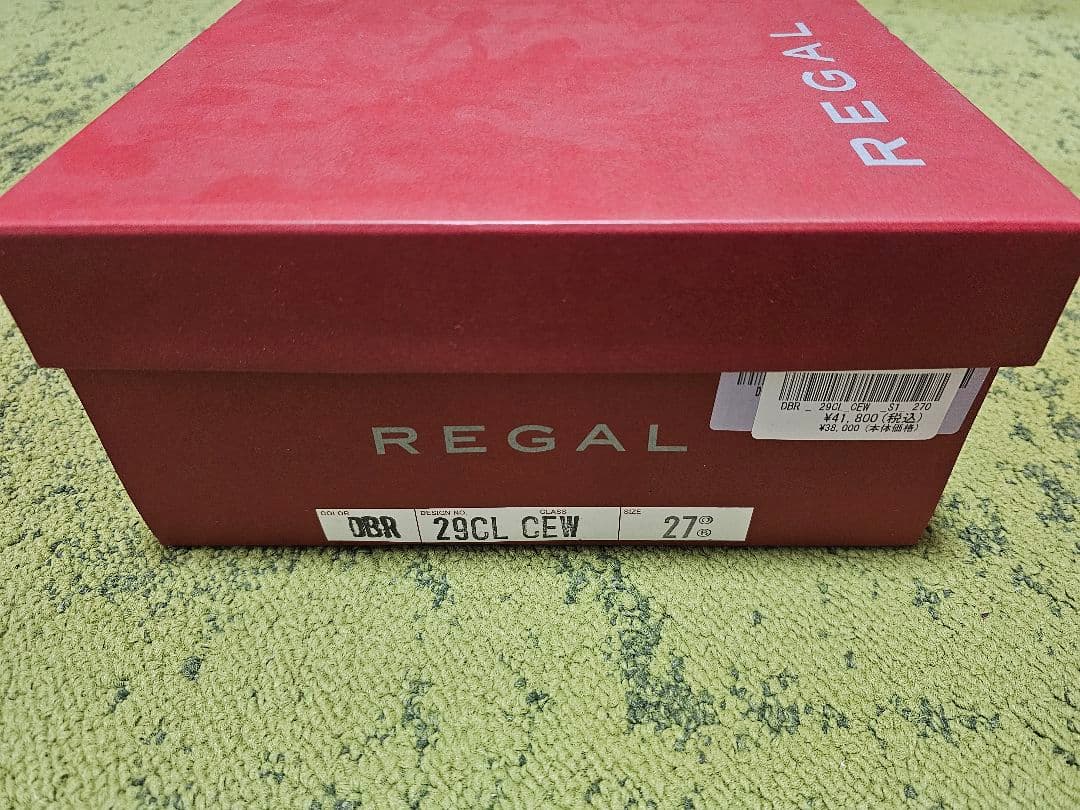 REGAL
DBR _ 29CL CEW _S1 270
¥41,800(税込)
¥38,000(本体価格)
REGAL
COLOR DESIGN NO. CLASS SIZE
DBR 29CL CEW 27